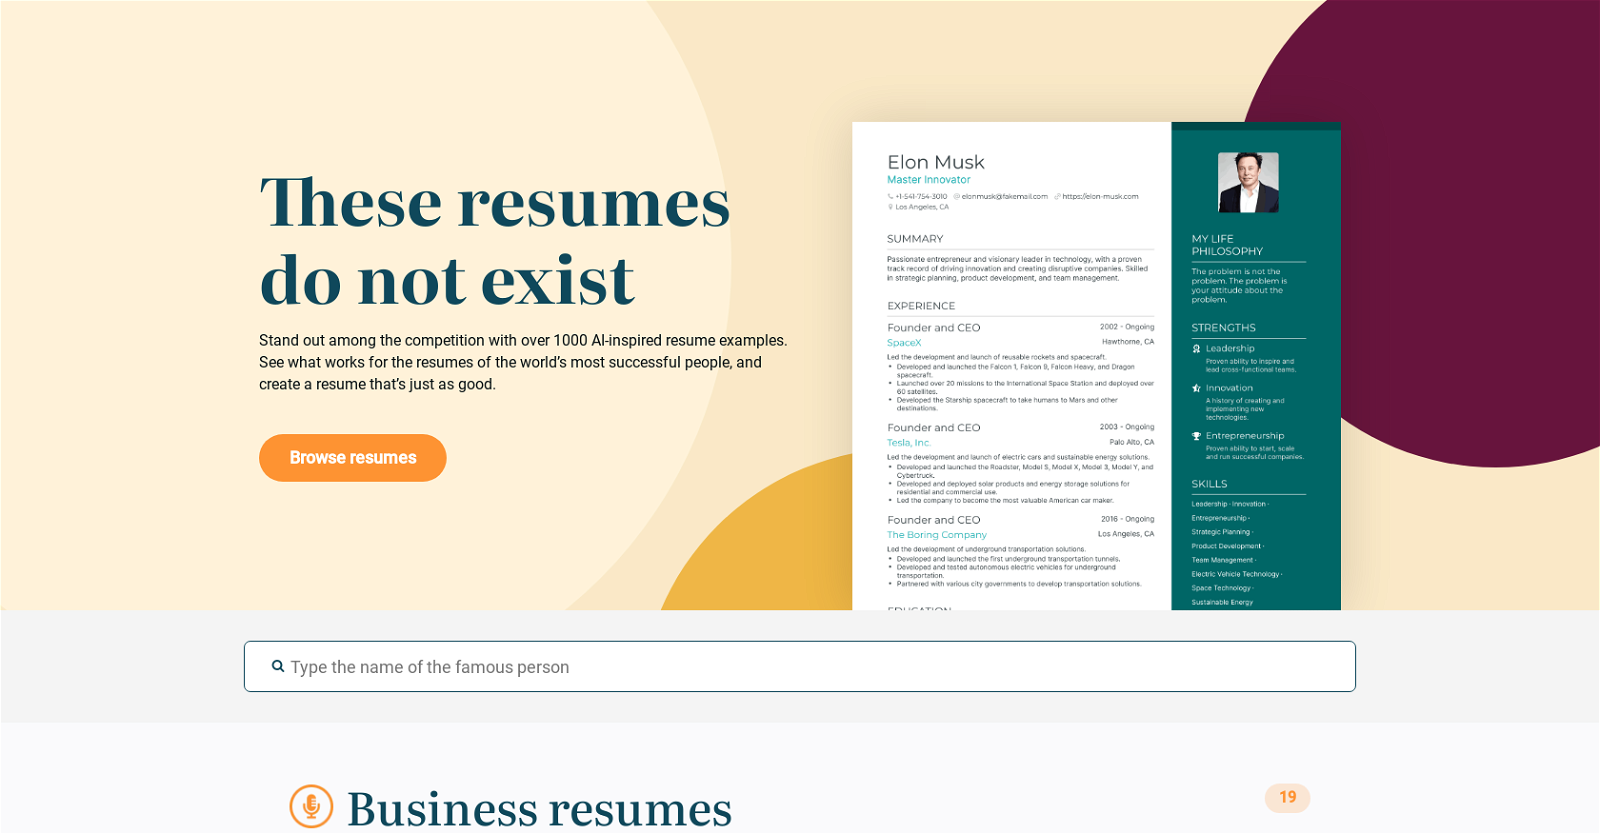 These resumes
do not exist
Stand out among the competition with over 1000 AI-inspired resume examples.
See what works for the resumes of the world's most successful people, and
create a resume that's just as good.
Browse resumes
Elon Musk
Master Innovator
+1-541-754-3010 elonmusk@fakemail.com https://elon-musk.com
Los Angeles, CA
SUMMARY
Passionate entrepreneur and visionary leader in technology, with a proven
track record of driving innovation and creating disruptive companies. Skilled
in strategic planning, product development, and team management.
EXPERIENCE
Founder and CEO 2002 - Ongoing
SpaceX Hawthorne, CA
Led the development and launch of reusable rockets and spacecraft.
• Developed and launched the Falcon 1, Falcon 9, Falcon Heavy, and Dragon
spacecraft.
• Launched over 20 missions to the International Space Station and deployed over
60 satellites.
• Developed the Starship spacecraft to take humans to Mars and other
destinations.
Founder and CEO 2003 - Ongoing
Tesla, Inc. Palo Alto, CA
Led the development and launch of electric cars and sustainable energy solutions.
• Developed and launched the Roadster, Model S, Model X, Model 3, Model Y, and
Cybertruck.
• Developed and deployed solar products and energy storage solutions for
residential and commercial use.
• Led the company to become the most valuable American car maker.
Founder and CEO 2016 - Ongoing
The Boring Company Los Angeles, CA
Led the development of underground transportation solutions.
• Developed and launched the first underground transportation tunnels.
• Developed and tested autonomous electric vehicles for underground
transportation.
• Partnered with various city governments to develop transportation solutions.
EDUCATION
MY LIFE
PHILOSOPHY
The problem is not the
problem. The problem is
your attitude about the
problem.
STRENGTHS
Leadership
Proven ability to inspire and
lead cross-functional teams.
Innovation
A history of creating and
implementing new
technologies.
Entrepreneurship
Proven ability to start, scale
and run successful companies.
SKILLS
Leadership · Innovation ·
Entrepreneurship ·
Strategic Planning ·
Product Development ·
Team Management ·
Electric Vehicle Technology ·
Space Technology ·
Sustainable Energy
Type the name of the famous person
Business resumes
19